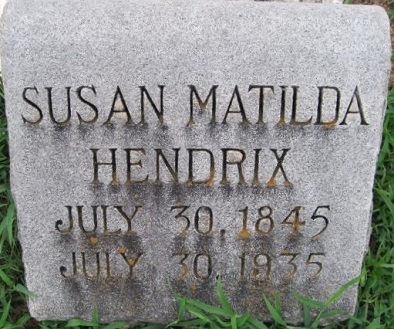 SUSAN MATILDA
HENDRIX
JULY 30, 1845
JULY 30, 1935